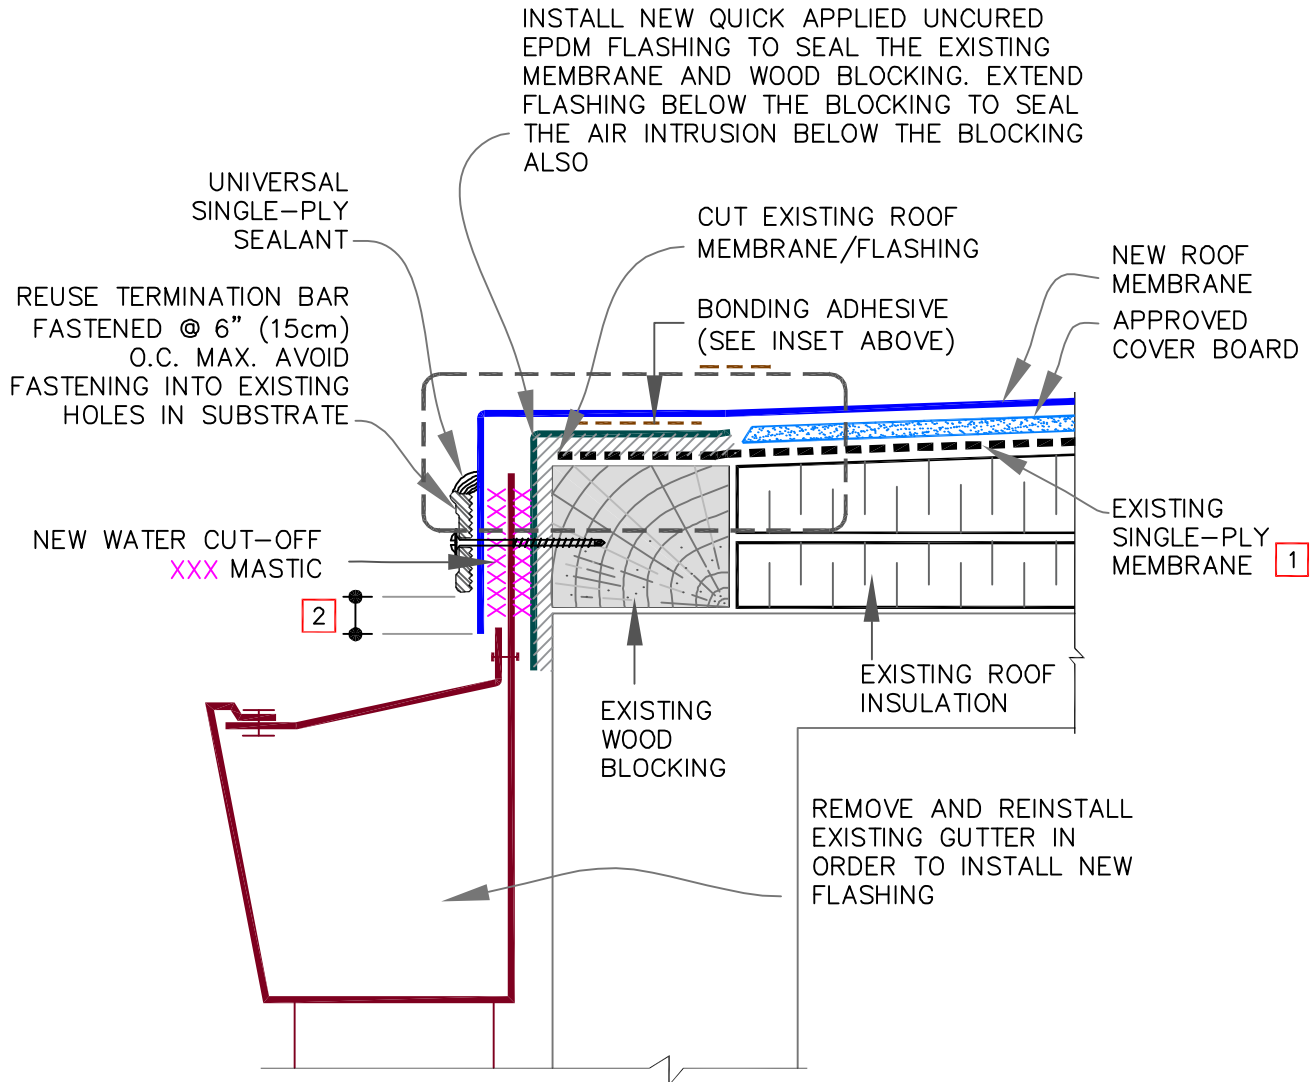 INSTALL NEW QUICK APPLIED UNCURED
EPDM FLASHING TO SEAL THE EXISTING
MEMBRANE AND WOOD BLOCKING. EXTEND
FLASHING BELOW THE BLOCKING TO SEAL
THE AIR INTRUSION BELOW THE BLOCKING
ALSO
UNIVERSAL
SINGLE-PLY
SEALANT
CUT EXISTING ROOF
MEMBRANE/FLASHING
NEW ROOF
MEMBRANE
REUSE TERMINATION BAR
FASTENED @ 6" (15cm)
O.C. MAX. AVOID
FASTENING INTO EXISTING
HOLES IN SUBSTRATE
BONDING ADHESIVE
(SEE INSET ABOVE)
APPROVED
COVER BOARD
NEW WATER CUT-OFF
XXX MASTIC
EXISTING
SINGLE-PLY
MEMBRANE 1
2
EXISTING ROOF
INSULATION
EXISTING
WOOD
BLOCKING
REMOVE AND REINSTALL
EXISTING GUTTER IN
ORDER TO INSTALL NEW
FLASHING